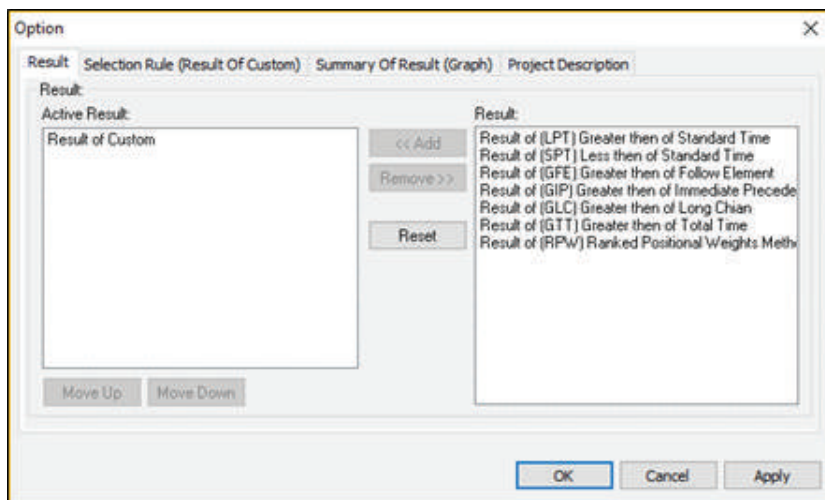 Option
Result
Selection Rule (Result Of Custom)
Summary Of Result (Graph)
Project Description
Result:
Active Result:
Result of Custom
<< Add
Remove >>
Reset
Move Up
Move Down
Result:
Result of (LPT) Greater then of Standard Time
Result of (SPT) Less then of Standard Time
Result of (GFE) Greater then of Follow Element
Result of (GIP) Greater then of Immediate Precede
Result of (GLC) Greater then of Long Chian
Result of (GTT) Greater then of Total Time
Result of (RPW) Ranked Positional Weights Meth
OK
Cancel
Apply